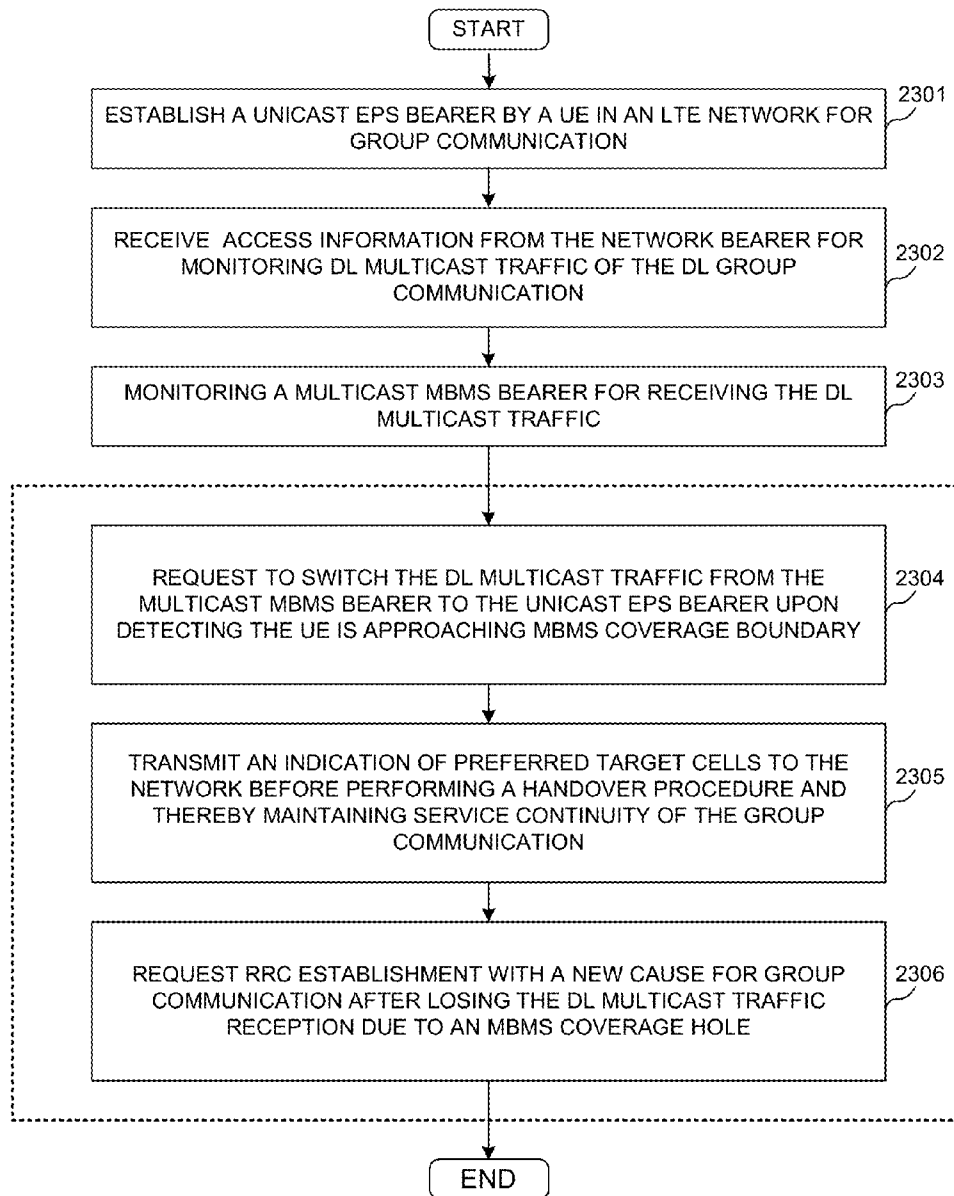 START
2301
ESTABLISH A UNICAST EPS BEARER BY A UE IN AN LTE NETWORK FOR
GROUP COMMUNICATION
RECEIVE ACCESS INFORMATION FROM THE NETWORK BEARER FOR
MONITORING DL MULTICAST TRAFFIC OF THE DL GROUP
COMMUNICATION
2302
MONITORING A MULTICAST MBMS BEARER FOR RECEIVING THE DL
MULTICAST TRAFFIC
2303
REQUEST TO SWITCH THE DL MULTICAST TRAFFIC FROM THE
MULTICAST MBMS BEARER TO THE UNICAST EPS BEARER UPON
DETECTING THE UE IS APPROACHING MBMS COVERAGE BOUNDARY
2304
TRANSMIT AN INDICATION OF PREFERRED TARGET CELLS TO THE
NETWORK BEFORE PERFORMING A HANDOVER PROCEDURE AND
THEREBY MAINTAINING SERVICE CONTINUITY OF THE GROUP
COMMUNICATION
2305
REQUEST RRC ESTABLISHMENT WITH A NEW CAUSE FOR GROUP
COMMUNICATION AFTER LOSING THE DL MULTICAST TRAFFIC
RECEPTION DUE TO AN MBMS COVERAGE HOLE
2306
END